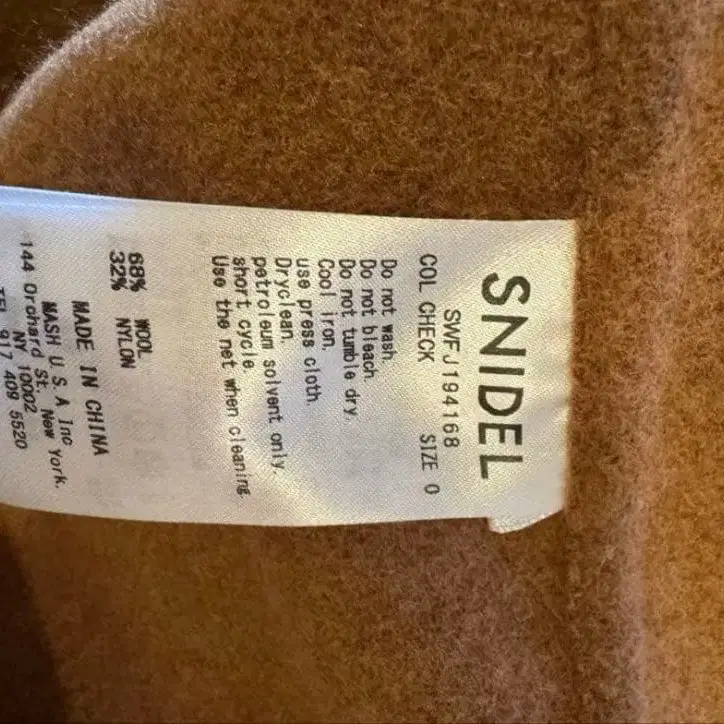 SNIDEL
SWFJ194168
COL CHECK SIZE 0
Do not wash.
Do not bleach.
Do not tumble dry.
Cool iron.
use press cloth.
Dryclean.
petroleum solvent only.
short cycle.
Use the net when cleaning.
68% WOOL
32% NYLON
MADE IN CHINA
MASH U.S.A Inc
144 Orchard St. New York.
NY 10002
TEL 917 409 5520